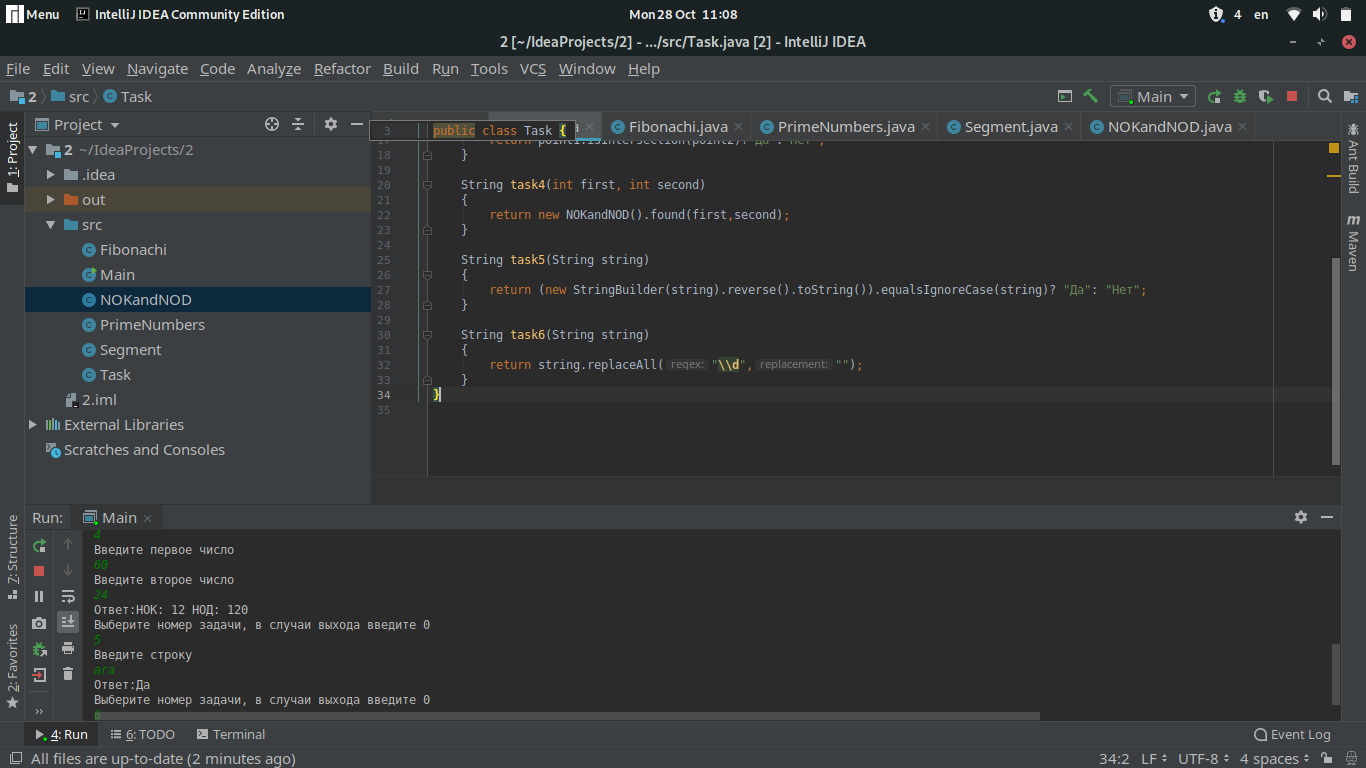 Menu IntelliJ IDEA Community Edition Mon 28 Oct 11:08 4 en
2 [~/IdeaProjects/2] - .../src/Task.java [2] - IntelliJ IDEA
File Edit View Navigate Code Analyze Refactor Build Run Tools VCS Window Help
2 src Task Main
1: Project
Project
2 ~/IdeaProjects/2
.idea
out
src
Fibonachi
Main
NOKandNOD
PrimeNumbers
Segment
Task
2.iml
External Libraries
Scratches and Consoles
Fibonachi.java PrimeNumbers.java Segment.java NOKandNOD.java
3 public class Task {
17 return point1.isIntersection(point2)? "Да": "Нет";
18 }
19
20 String task4(int first, int second)
21 {
22 return new NOKandNOD().found(first,second);
23 }
24
25 String task5(String string)
26 {
27 return (new StringBuilder(string).reverse().toString()).equalsIgnoreCase(string)? "Да": "Нет";
28 }
29
30 String task6(String string)
31 {
32 return string.replaceAll( regex: "\\d", replacement: "");
33 }
34 }
35
Ant Build
Maven
7: Structure
2: Favorites
Run: Main
4
Введите первое число
60
Введите второе число
24
Ответ:НОК: 12 НОД: 120
Выберите номер задачи, в случаи выхода введите 0
5
Введите строку
ara
Ответ:Да
Выберите номер задачи, в случаи выхода введите 0
6
4: Run 6: TODO Terminal Event Log
All files are up-to-date (2 minutes ago) 34:2 LF UTF-8 4 spaces